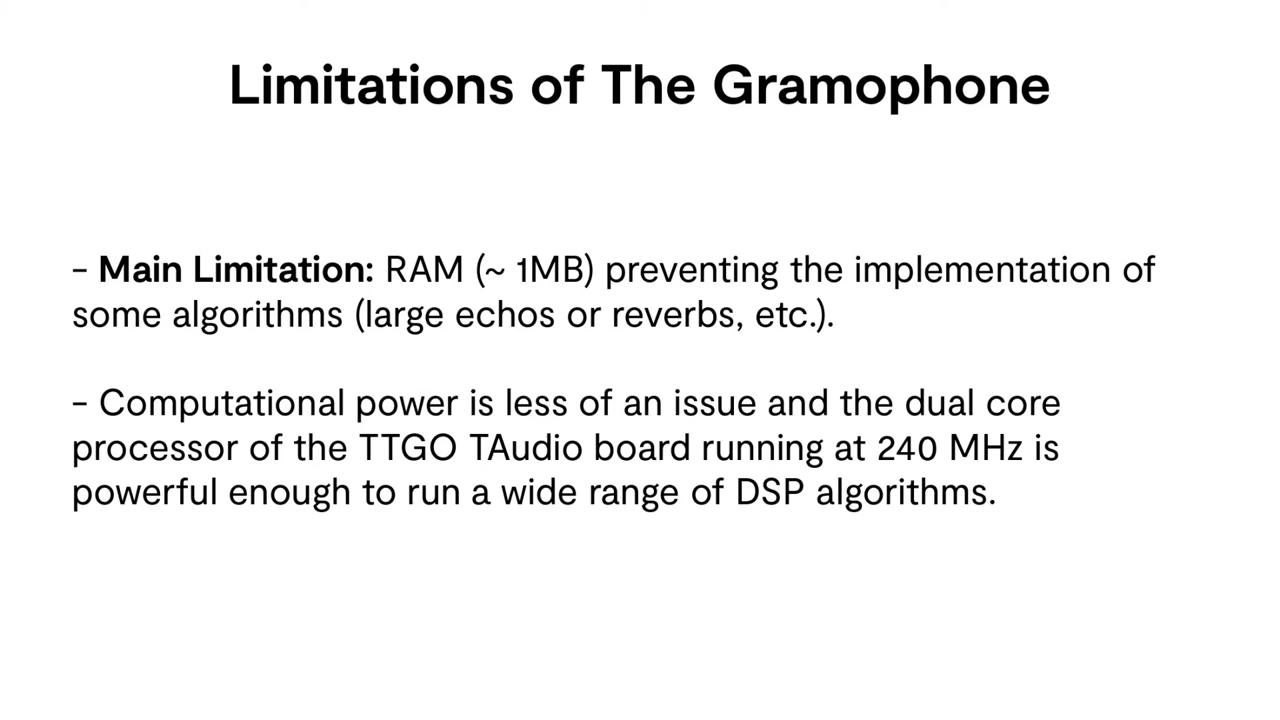 Limitations of The Gramophone
- Main Limitation: RAM (~ 1MB) preventing the implementation of
some algorithms (large echos or reverbs, etc.).
- Computational power is less of an issue and the dual core
processor of the TTGO TAudio board running at 240 MHz is
powerful enough to run a wide range of DSP algorithms.